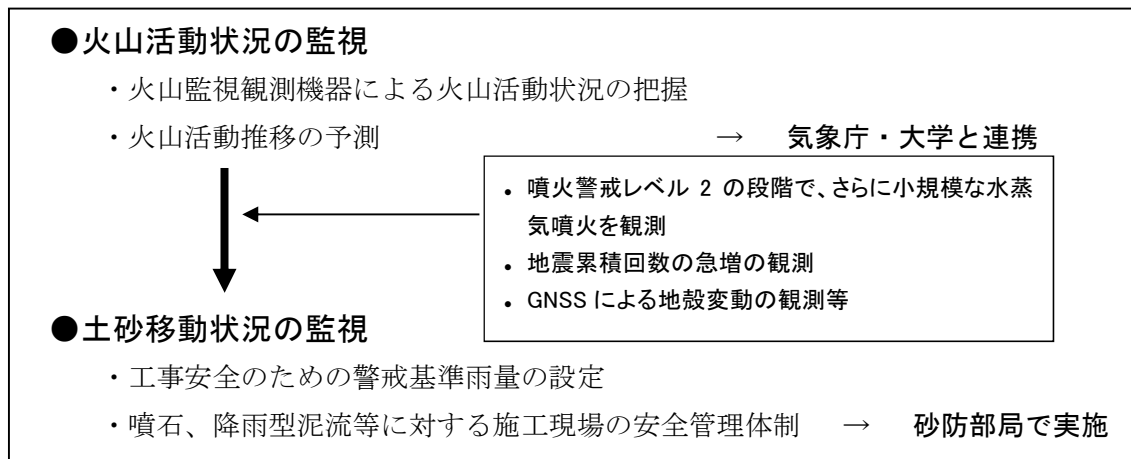 ●火山活動状況の監視
・火山監視観測機器による火山活動状況の把握
・火山活動推移の予測 → 気象庁・大学と連携
• 噴火警戒レベル 2 の段階で、さらに小規模な水蒸
気噴火を観測
• 地震累積回数の急増の観測
• GNSS による地殻変動の観測等
●土砂移動状況の監視
・工事安全のための警戒基準雨量の設定
・噴石、降雨型泥流等に対する施工現場の安全管理体制 → 砂防部局で実施